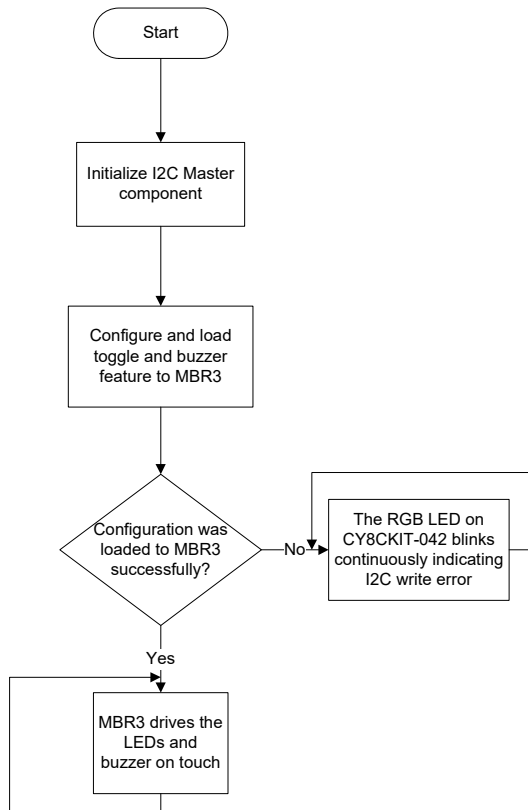 Start
Initialize I2C Master
component
Configure and load
toggle and buzzer
feature to MBR3
Configuration was
loaded to MBR3
successfully?
No
The RGB LED on
CY8CKIT-042 blinks
continuously indicating
I2C write error
Yes
MBR3 drives the
LEDs and
buzzer on touch